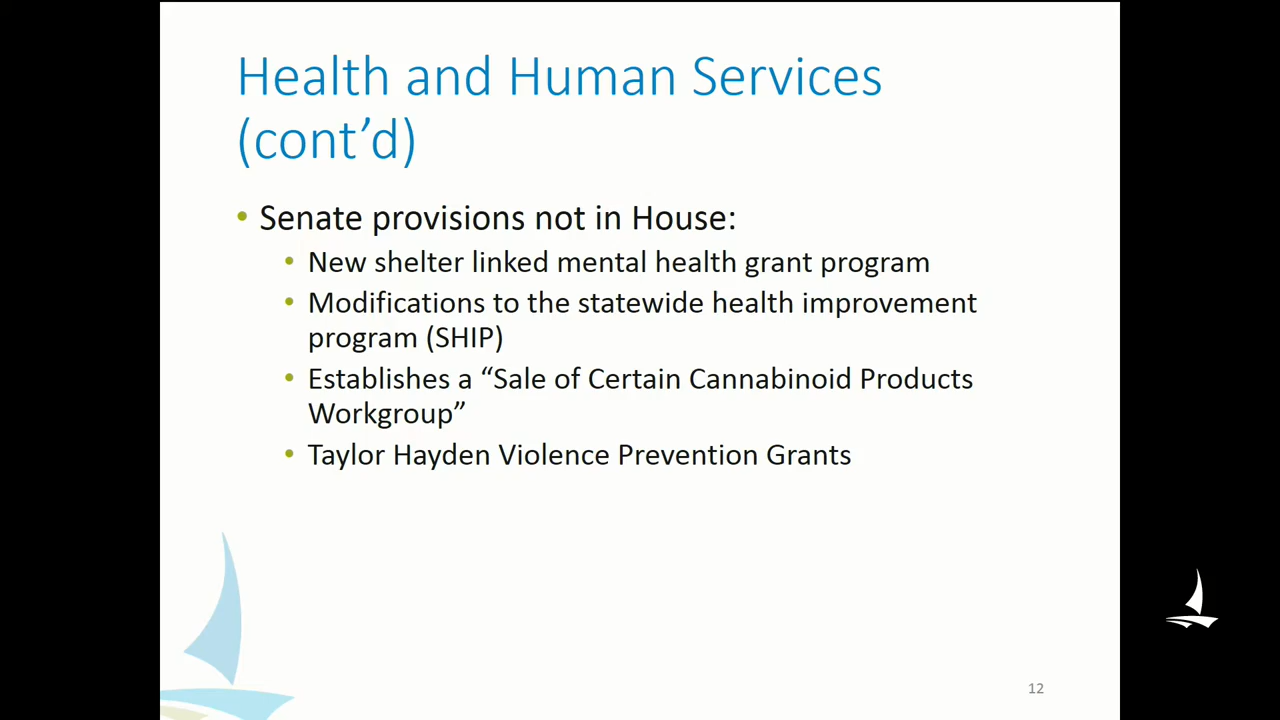 Health and Human Services
(cont’d)
• Senate provisions not in House:
• New shelter linked mental health grant program
• Modifications to the statewide health improvement
program (SHIP)
• Establishes a “Sale of Certain Cannabinoid Products
Workgroup”
• Taylor Hayden Violence Prevention Grants
12